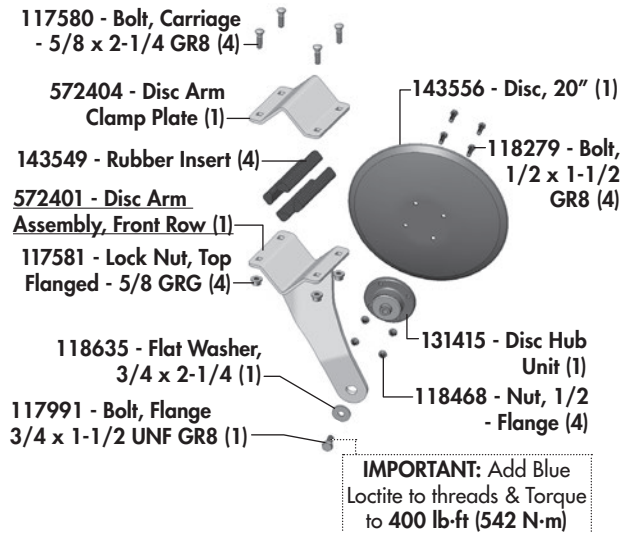 117580 - Bolt, Carriage
- 5/8 x 2-1/4 GR8 (4)
572404 - Disc Arm
Clamp Plate (1)
143549 - Rubber Insert (4)
572401 - Disc Arm
Assembly, Front Row (1)
117581 - Lock Nut, Top
Flanged - 5/8 GRG (4)
118635 - Flat Washer,
3/4 x 2-1/4 (1)
117991 - Bolt, Flange
3/4 x 1-1/2 UNF GR8 (1)
143556 - Disc, 20” (1)
118279 - Bolt,
1/2 x 1-1/2
GR8 (4)
131415 - Disc Hub
Unit (1)
118468 - Nut, 1/2
- Flange (4)
IMPORTANT: Add Blue
Loctite to threads & Torque
to 400 lb·ft (542 N·m)